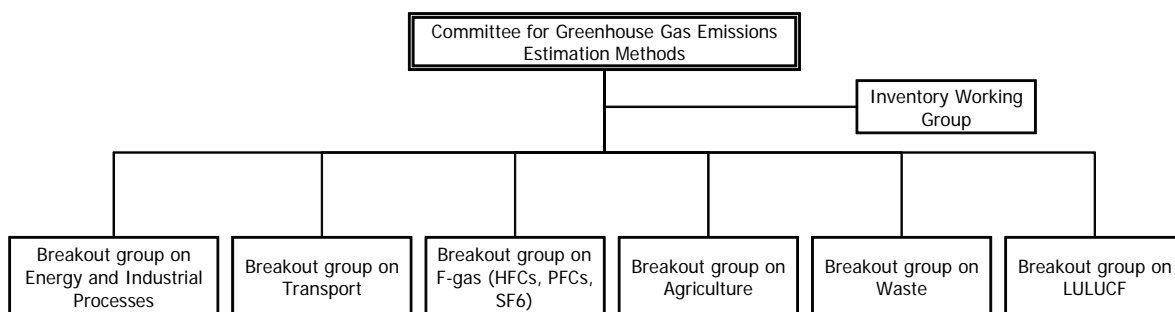 Committee for Greenhouse Gas Emissions
Estimation Methods
Inventory Working
Group
Breakout group on
Energy and Industrial
Processes
Breakout group on
Transport
Breakout group on
F-gas (HFCs, PFCs,
SF6)
Breakout group on
Agriculture
Breakout group on
Waste
Breakout group on
LULUCF